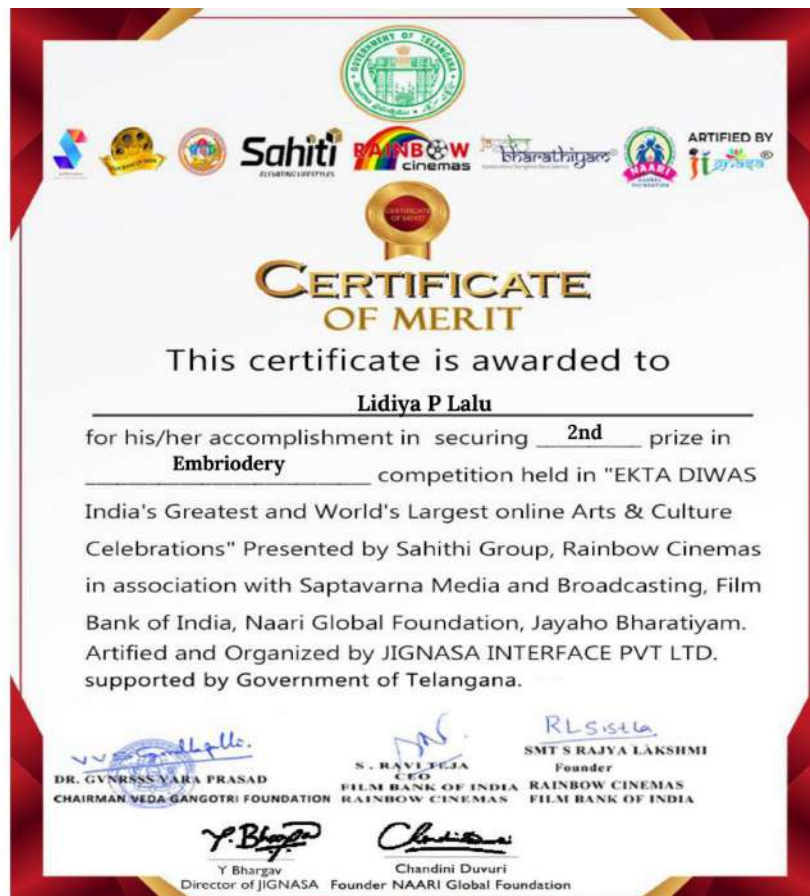 GOVERNMENT OF TELANGANA
Sahiti
ELEVATING LIFESTYLES
RAINBOW
cinemas
bharathiyam
NAARI
ARTIFIED BY
jignasa
CERTIFICATE
OF MERIT
CERTIFICATE
OF MERIT
This certificate is awarded to
Lidiya P Lalu
for his/her accomplishment in securing 2nd prize in
Embriodery competition held in "EKTA DIWAS
India's Greatest and World's Largest online Arts & Culture
Celebrations" Presented by Sahithi Group, Rainbow Cinemas
in association with Saptavarna Media and Broadcasting, Film
Bank of India, Naari Global Foundation, Jayaho Bharatiyam.
Artified and Organized by JIGNASA INTERFACE PVT LTD.
supported by Government of Telangana.
RLSistla
DR. GVNRSSS VARA PRASAD
CHAIRMAN VEDA GANGOTRI FOUNDATION
S . RAVI TEJA
CEO
FILM BANK OF INDIA
RAINBOW CINEMAS
SMT S RAJYA LAKSHMI
Founder
RAINBOW CINEMAS
FILM BANK OF INDIA
Y. Bhargav
Y Bhargav
Director of JIGNASA
Chandini Duvuri
Founder NAARI Global Foundation